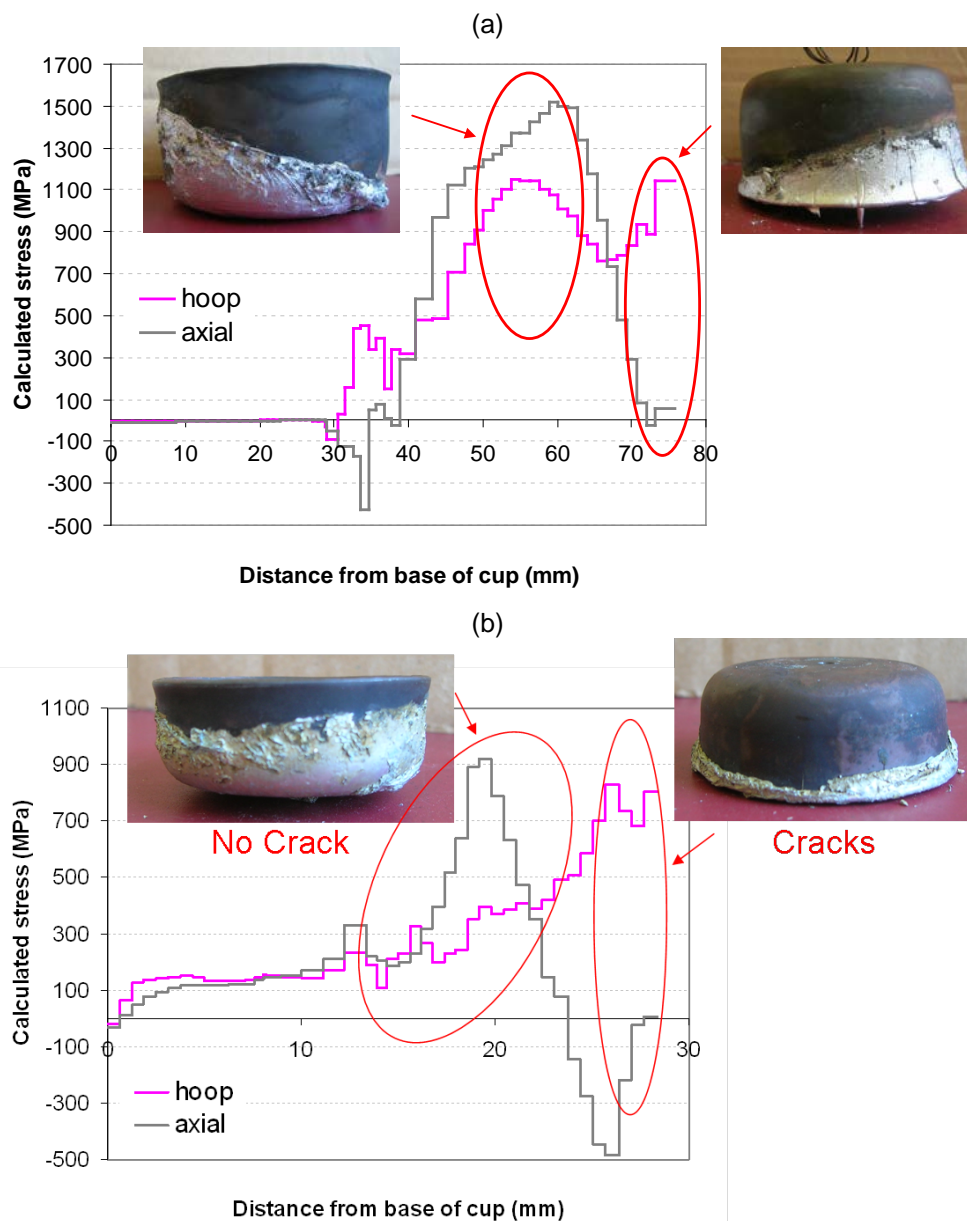 (a)
1700
1500
1300
1100
900
700
500
300
100
-100
-300
-500
Calculated stress (MPa)
hoop
axial
0 10 20 30 40 50 60 70 80
Distance from base of cup (mm)
(b)
1100
900
700
500
300
100
-100
-300
-500
Calculated stress (MPa)
No Crack
Cracks
0 10 20 30
hoop
axial
Distance from base of cup (mm)